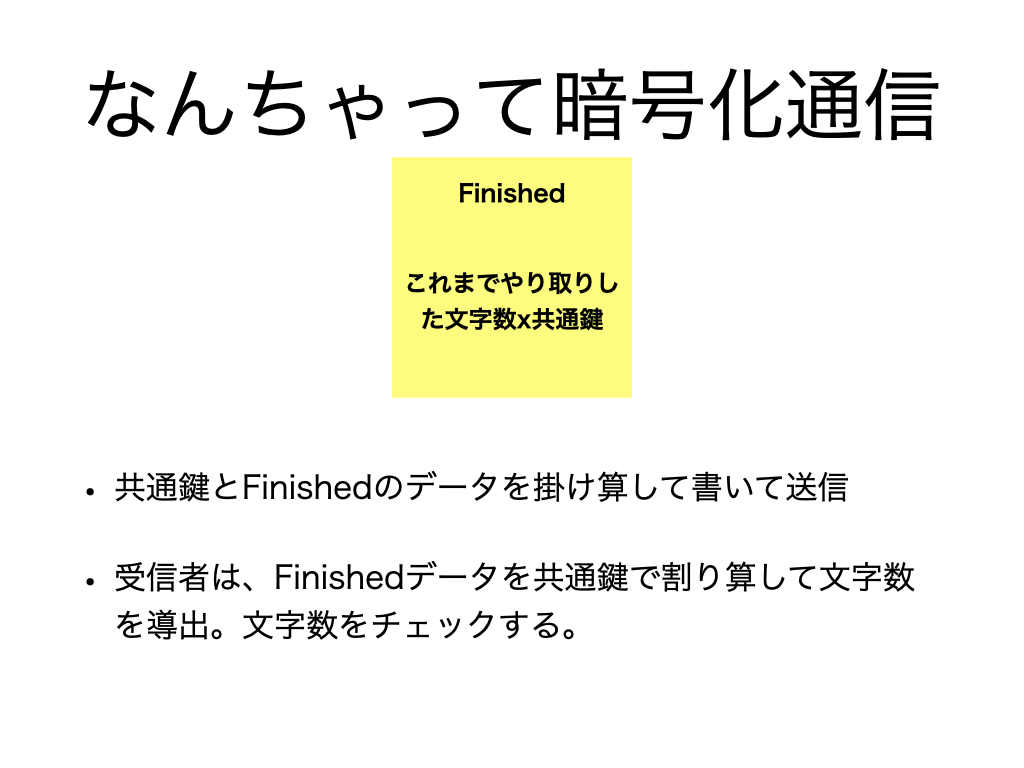 なんちゃって暗号化通信
Finished
これまでやり取りし
た文字数x共通鍵
• 共通鍵とFinishedのデータを掛け算して書いて送信
• 受信者は、Finishedデータを共通鍵で割り算して文字数
を導出。文字数をチェックする。